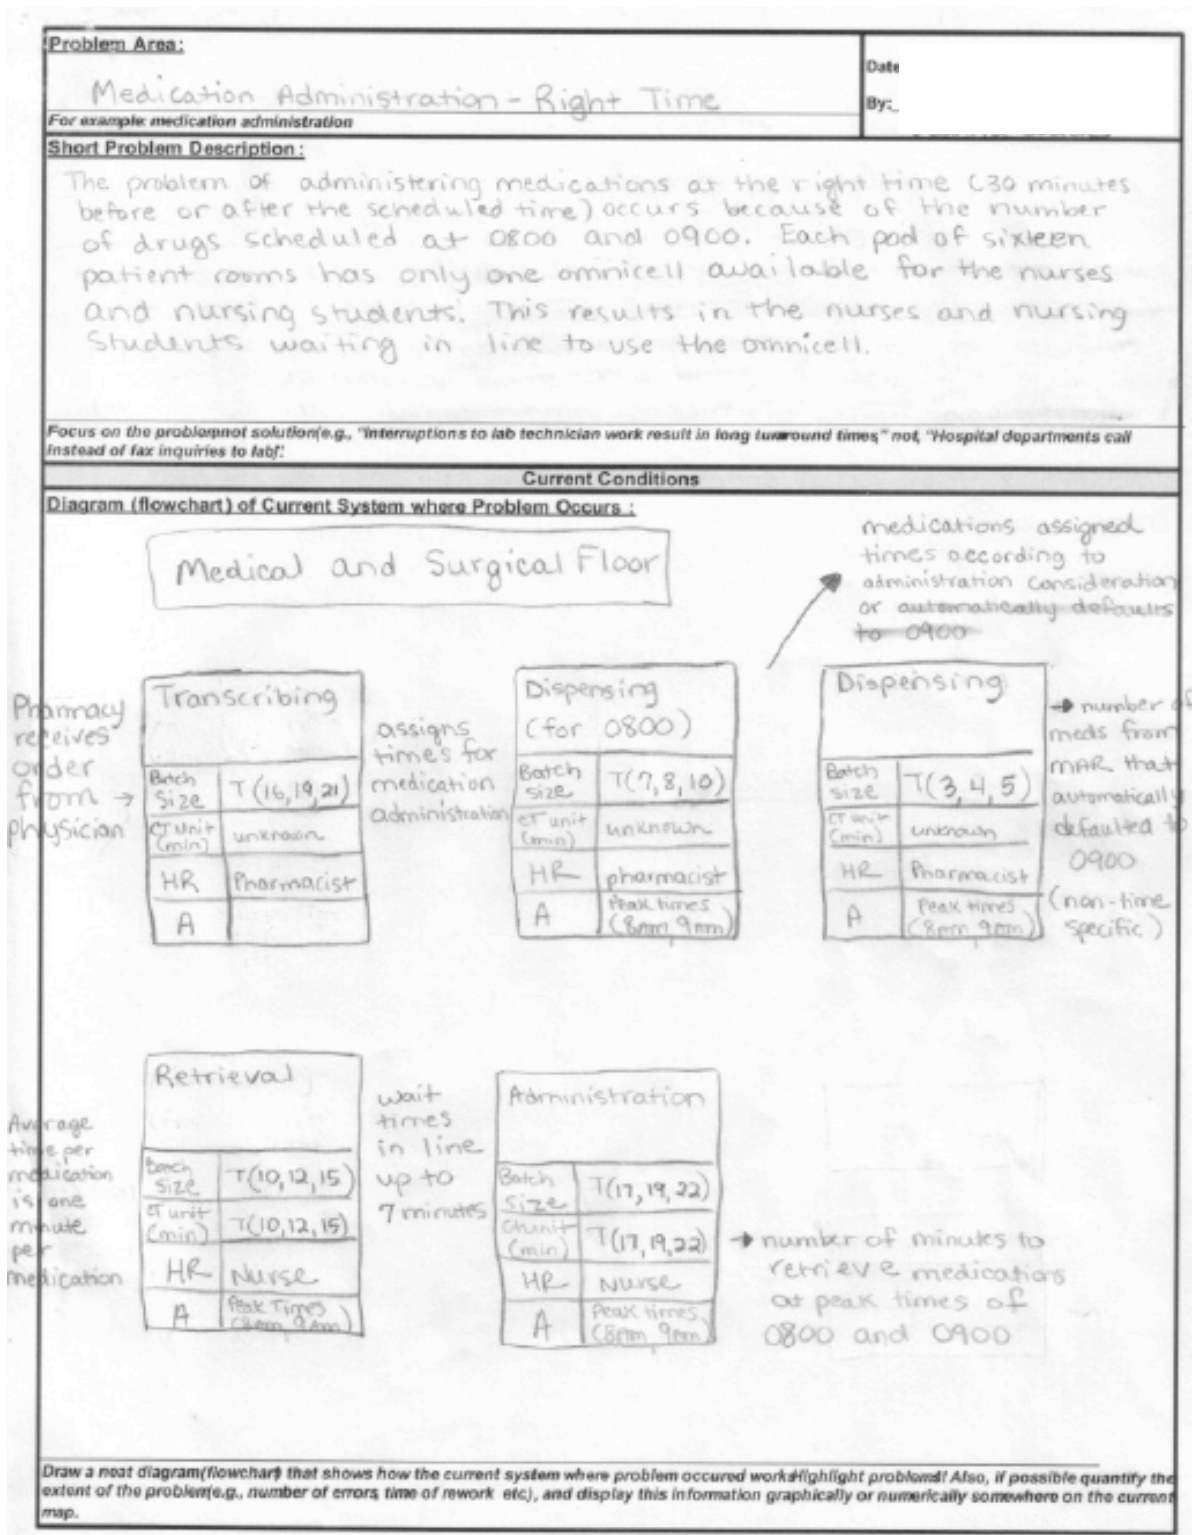 Problem Area:
Medication Administration - Right Time
For example: medication administration
Date
By:
Short Problem Description:
The problem of administering medications at the right time (30 minutes
before or after the scheduled time) occurs because of the number
of drugs scheduled at 0800 and 0900. Each pod of sixteen
patient rooms has only one omnicell available for the nurses
and nursing students. This results in the nurses and nursing
Students waiting in line to use the omnicell.
Focus on the problemnot solution(e.g., "Interruptions to lab technician work result in long turnaround times," not, "Hospital departments call
instead of fax inquiries to lab".
Current Conditions
Diagram (flowchart) of Current System where Problem Occurs :
Medical and Surgical Floor
medications assigned
times according to
administration consideration
or automatically defaults
to 0900
Pharmacy
receives
order
from →
physician
Transcribing
Batch Size T(16,19,21)
CT unit (min) unknown
HR Pharmacist
A
assigns
times for
medication
administration
Dispensing
(for 0800)
Batch size T(7,8,10)
CT unit (min) unknown
HR pharmacist
A Peak times (8am, 9am)
Dispensing
Batch size T(3,4,5)
CT unit (min) unknown
HR Pharmacist
A Peak times (8am, 9am)
→ number of
meds from
MAR that
automatically
defaulted to
0900
(non-time
specific)
Average
time per
medication
is one
minute
per
medication
Retrieval
Batch Size T(10,12,15)
CT unit (min) T(10,12,15)
HR Nurse
A Peak Times (8am, 9am)
wait
times
in line
up to
7 minutes
Administration
Batch Size T(17,19,22)
CT unit (min) T(17,19,22)
HR Nurse
A Peak times (8am, 9am)
→ number of minutes to
retrieve medications
at peak times of
0800 and 0900
Draw a neat diagram(flowchart) that shows how the current system where problem occured works. Highlight problems! Also, if possible quantify the
extent of the problem(e.g., number of errors, time of rework etc), and display this information graphically or numerically somewhere on the current
map.